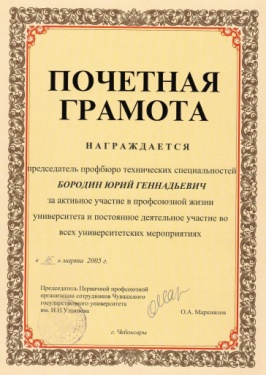 ПОЧЕТНАЯ
ГРАМОТА
НАГРАЖДАЕТСЯ
председатель профбюро технических специальностей
БОРОДИН ЮРИЙ ГЕННАДЬЕВИЧ
за активное участие в профсоюзной жизни
университета и постоянное деятельное участие во
всех университетских мероприятиях
« 16 » марта 2005 г.
Председатель Первичной профсоюзной
организации сотрудников Чувашского
государственного университета
им. И.Н.Ульянова
О.А. Маркиянов
г. Чебоксары